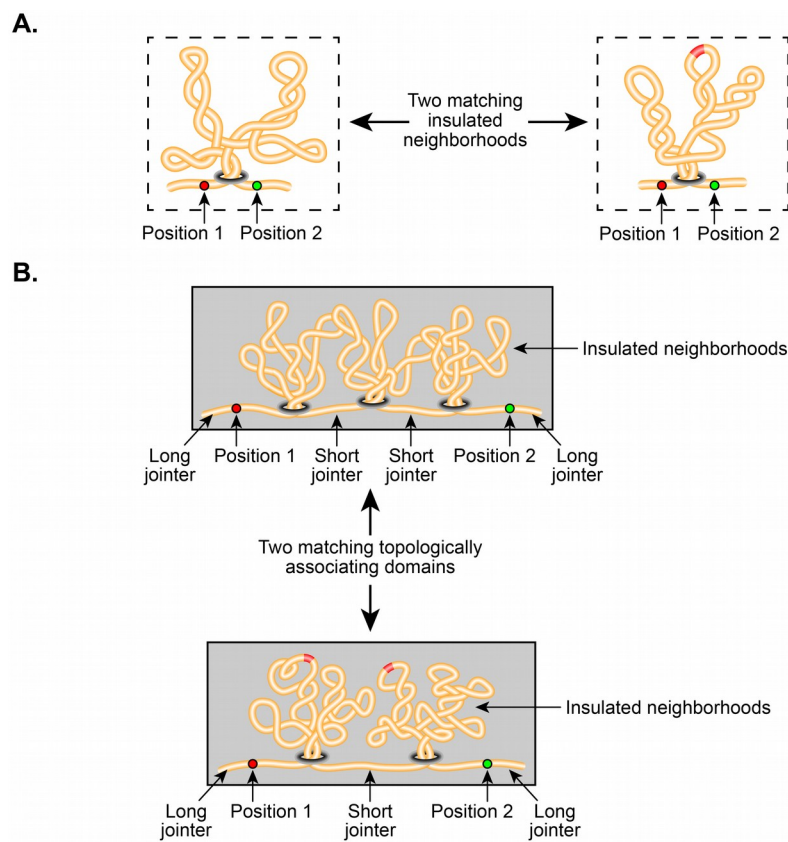 A.
Two matching
insulated
neighborhoods
Position 1 Position 2
Position 1 Position 2
B.
Insulated neighborhoods
Long
jointer
Position 1
Short
jointer
Short
jointer
Position 2
Long
jointer
Two matching topologically
associating domains
Insulated neighborhoods
Long
jointer
Position 1
Short
jointer
Position 2
Long
jointer